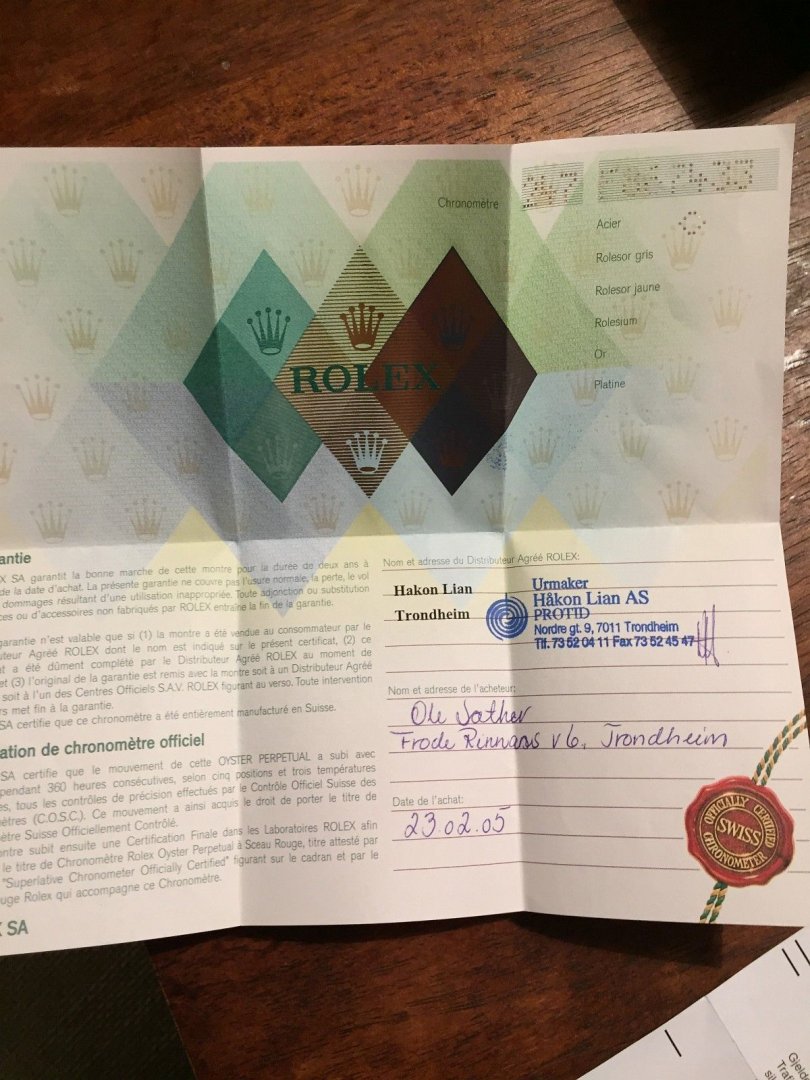 Chronomètre
Acier
Rolesor gris
Rolesor jaune
Rolesium
Or
Platine
ROLEX
antie
X SA garantit la bonne marche de cette montre pour la durée de deux ans à
de la date d'achat. La présente garantie ne couvre pas l'usure normale, la perte, le vol
dommages résultant d'une utilisation inappropriée. Toute adjonction ou substitution
ces ou d'accessoires non fabriqués par ROLEX entraîne la fin de la garantie.
garantie n'est valable que si (1) la montre a été vendue au consommateur par le
uteur Agréé ROLEX dont le nom est indiqué sur le présent certificat, (2) ce
t a été dûment complété par le Distributeur Agréé ROLEX au moment de
et (3) l'original de la garantie est remis avec la montre soit à un Distributeur Agréé
soit à l'un des Centres Officiels S.A.V. ROLEX figurant au verso. Toute intervention
rs met fin à la garantie.
SA certifie que ce chronomètre a été entièrement manufacturé en Suisse.
ation de chronomètre officiel
SA certifie que le mouvement de cette OYSTER PERPETUAL a subi avec
pendant 360 heures consécutives, selon cinq positions et trois températures
es, tous les contrôles de précision effectués par le Contrôle Officiel Suisse des
mètres (C.O.S.C.). Ce mouvement a ainsi acquis le droit de porter le titre de
ètre Suisse Officiellement Contrôlé.
ntre subit ensuite une Certification Finale dans les Laboratoires ROLEX afin
le titre de Chronomètre Rolex Oyster Perpetual à Sceau Rouge, titre attesté par
"Superlative Chronometer Officially Certified" figurant sur le cadran et par le
uge Rolex qui accompagne ce Chronomètre.
X SA
Nom et adresse du Distributeur Agréé ROLEX:
Hakon Lian
Trondheim
Urmaker
Håkon Lian AS
PROTID
Nordre gt. 9, 7011 Trondheim
Tlf. 73 52 04 11 Fax 73 52 45 47
Nom et adresse de l'acheteur:
Ole Sather
Frode Rinnans v 6, Trondheim
Date de l'achat:
23.02.05
OFFICIALLY CERTIFIED
SWISS
CHRONOMETER